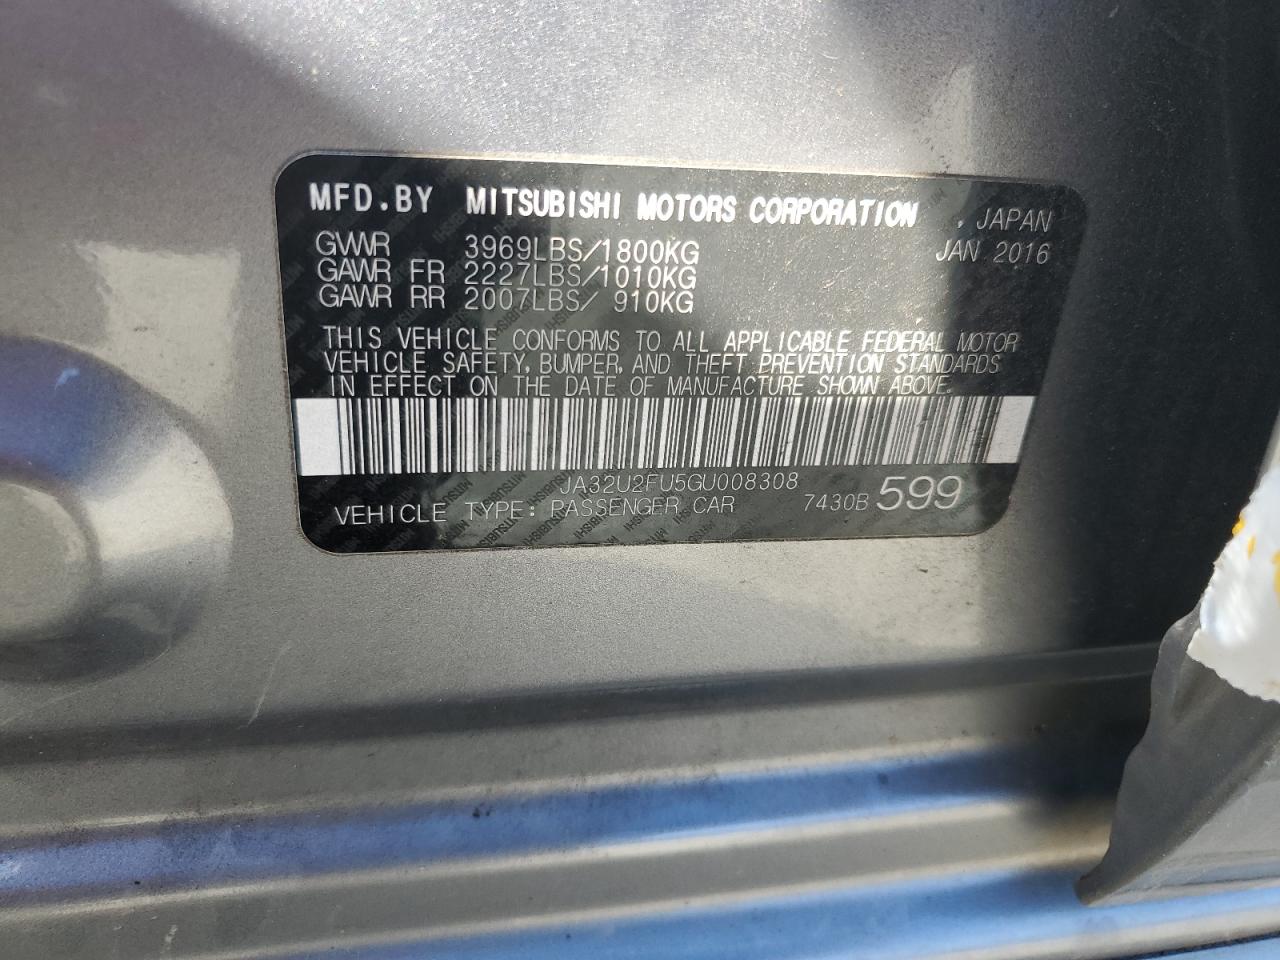 MFD.BY MITSUBISHI MOTORS CORPORATION , JAPAN
GVWR 3969LBS/1800KG JAN 2016
GAWR FR 2227LBS/1010KG
GAWR RR 2007LBS/ 910KG
THIS VEHICLE CONFORMS TO ALL APPLICABLE FEDERAL MOTOR
VEHICLE SAFETY, BUMPER, AND THEFT PREVENTION STANDARDS
IN EFFECT ON THE DATE OF MANUFACTURE SHOWN ABOVE.
JA32U2FU5GU008308
VEHICLE TYPE: PASSENGER CAR 7430B 599